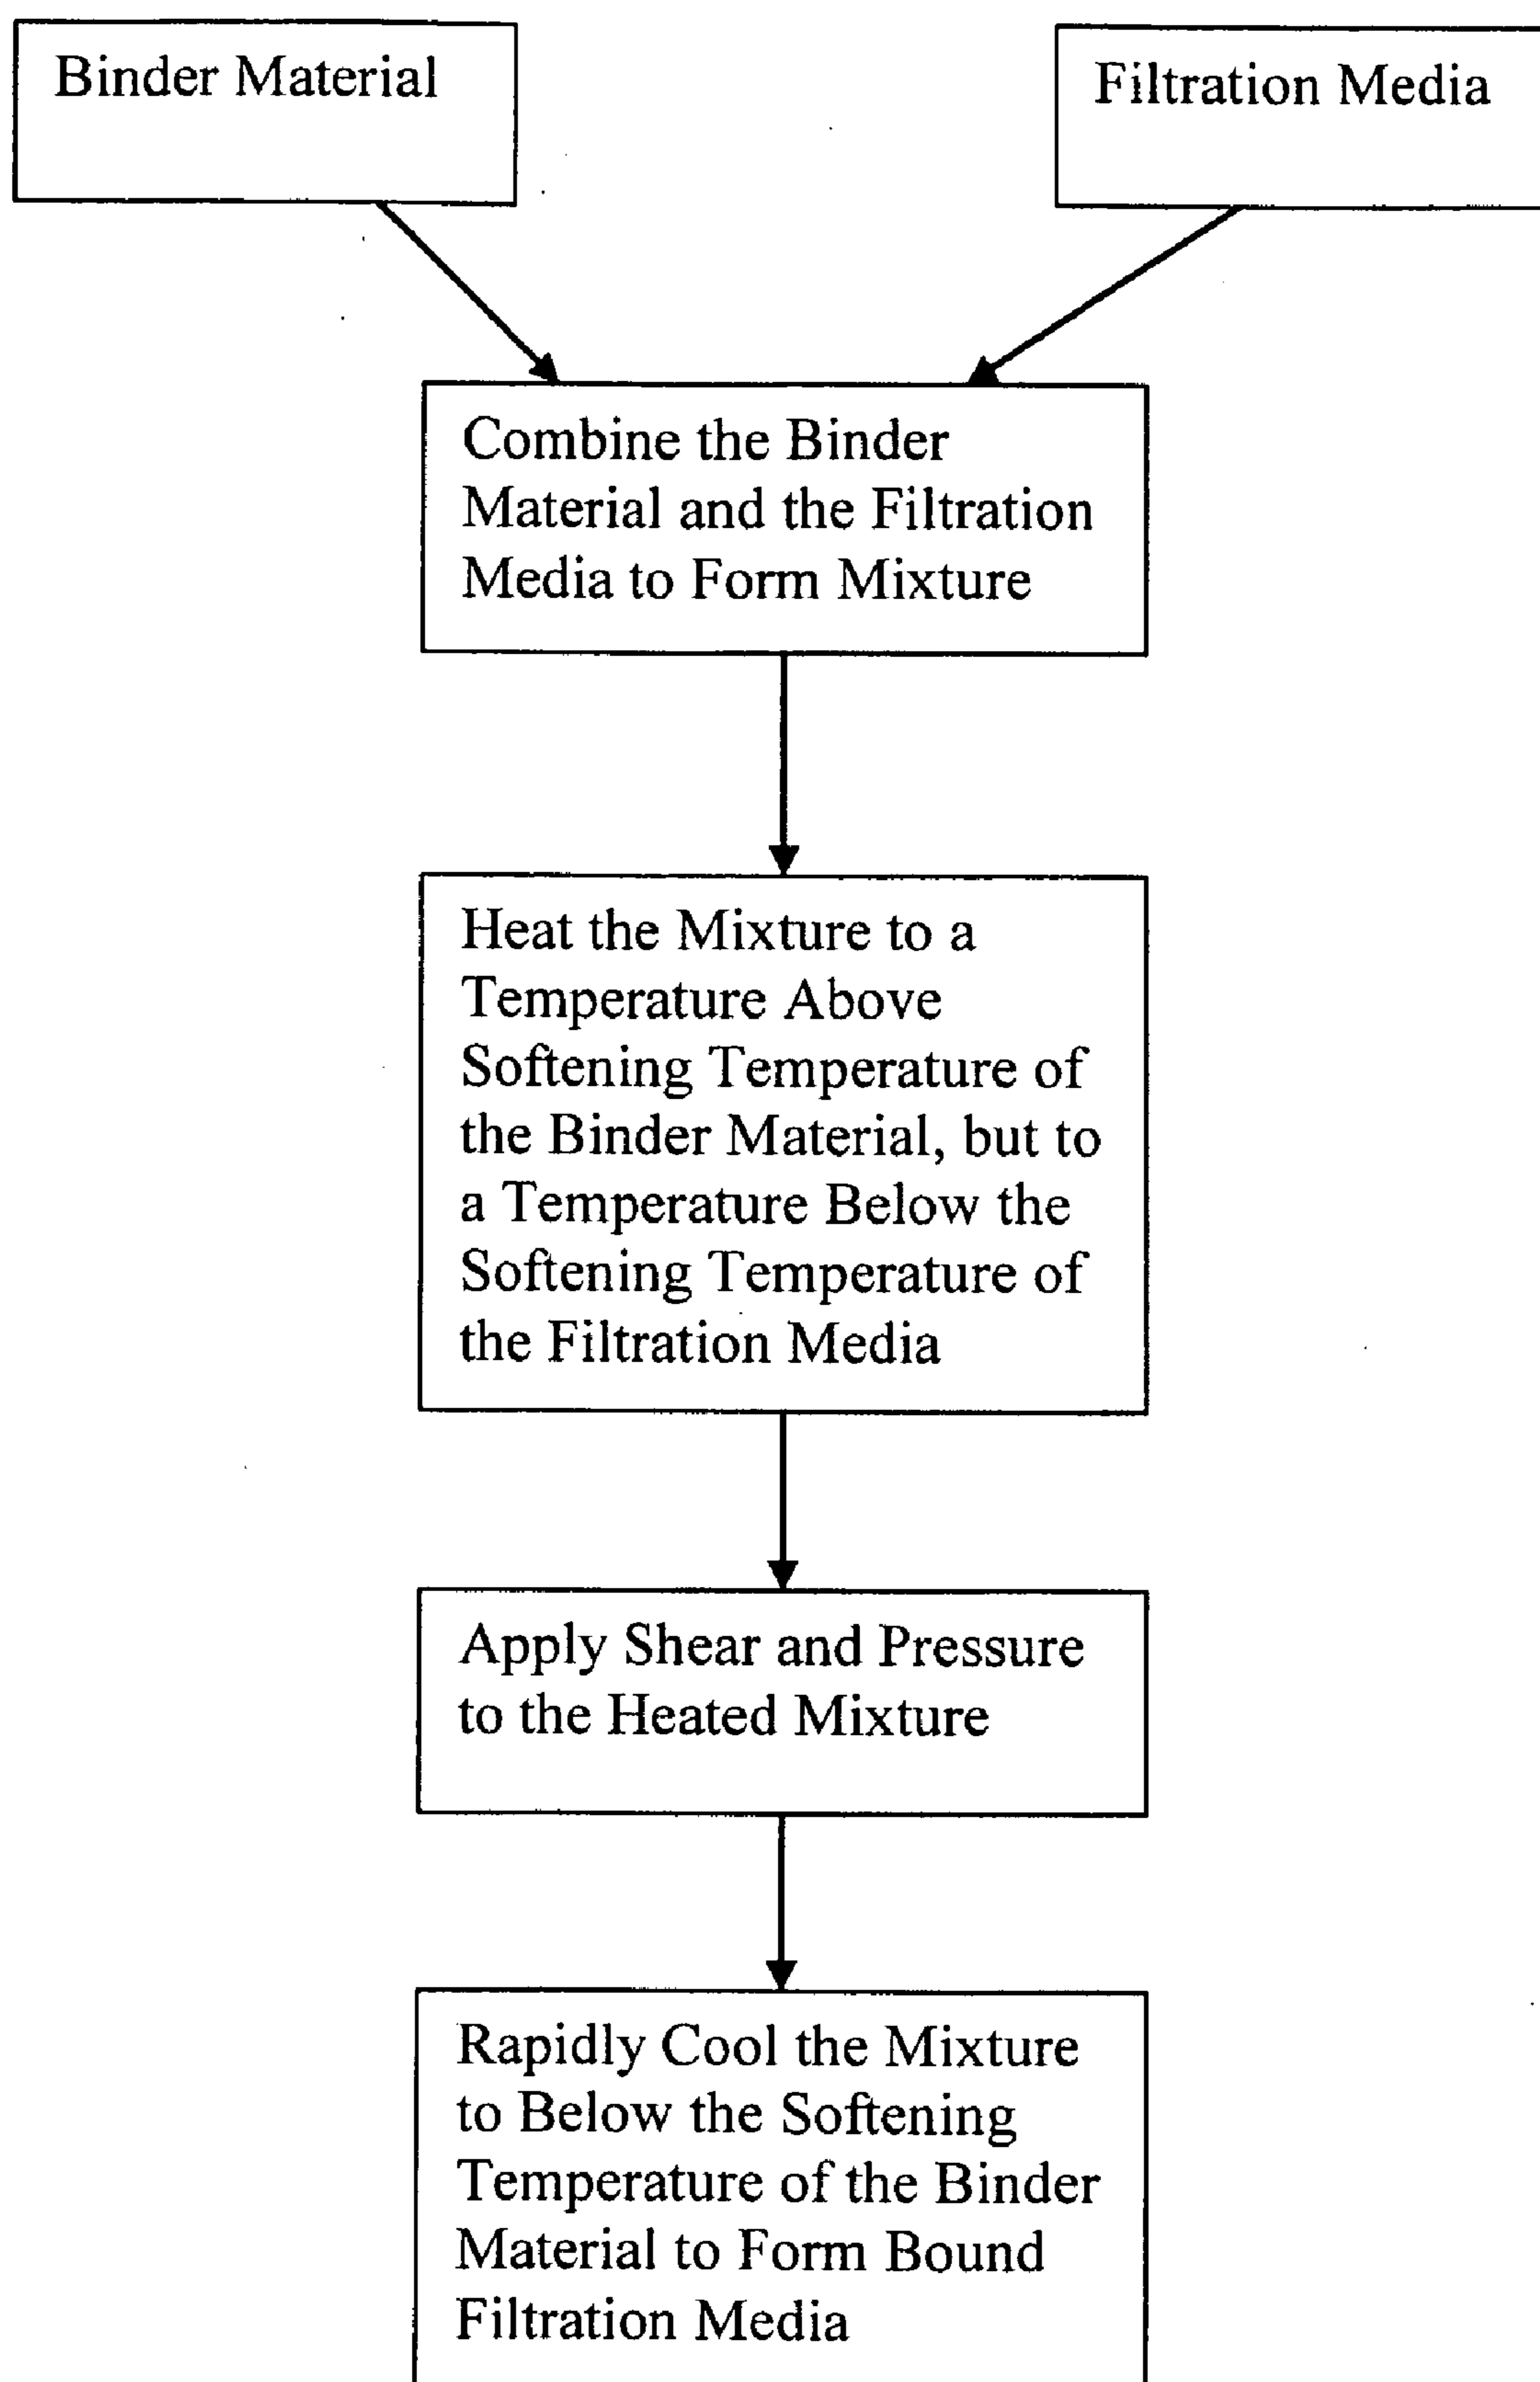 Binder Material
Filtration Media
Combine the Binder
Material and the Filtration
Media to Form Mixture
Heat the Mixture to a
Temperature Above
Softening Temperature of
the Binder Material, but to
a Temperature Below the
Softening Temperature of
the Filtration Media
Apply Shear and Pressure
to the Heated Mixture
Rapidly Cool the Mixture
to Below the Softening
Temperature of the Binder
Material to Form Bound
Filtration Media